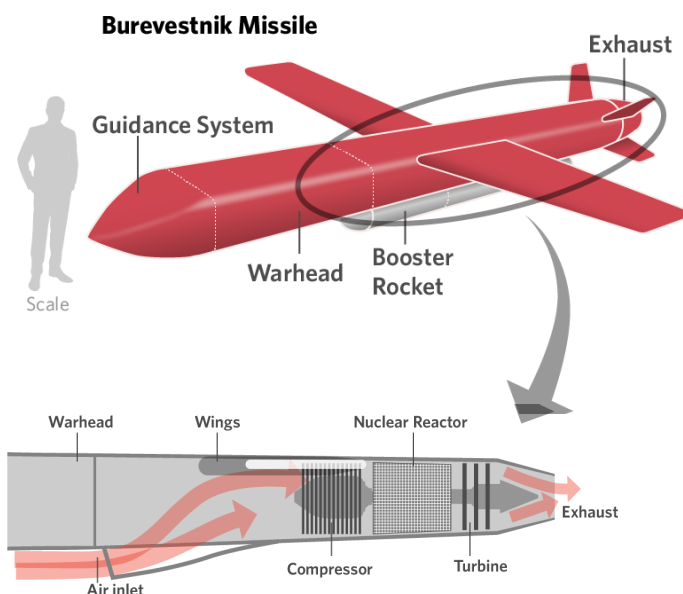 Burevestnik Missile
Exhaust
Guidance System
Warhead
Booster
Rocket
Scale
Warhead
Wings
Nuclear Reactor
Exhaust
Compressor
Turbine
Air inlet